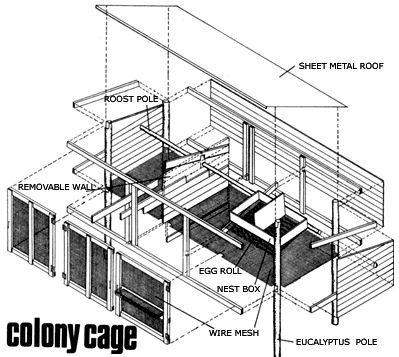 SHEET METAL ROOF
ROOST POLE
REMOVABLE WALL
EGG ROLL
NEST BOX
WIRE MESH
EUCALYPTUS POLE
colony cage